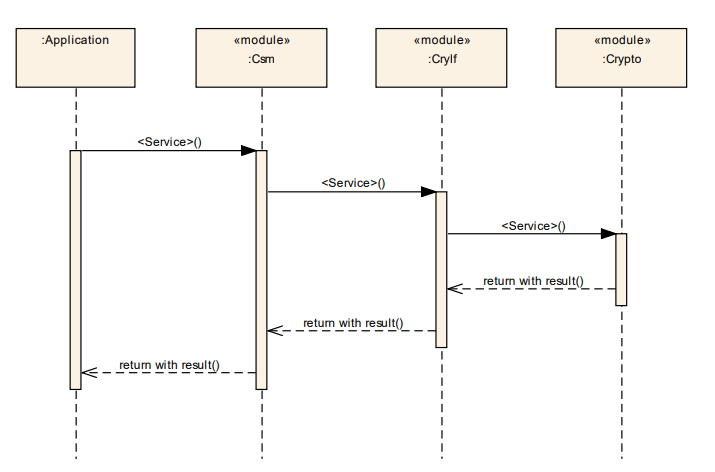 :Application
«module»
:Csm
«module»
:CryIf
«module»
:Crypto
<Service>()
<Service>()
<Service>()
return with result()
return with result()
return with result()